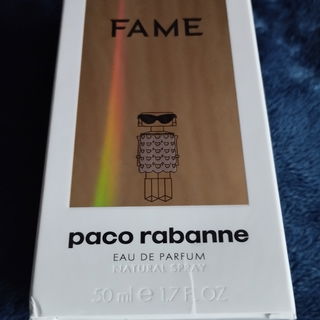 FAME
paco rabanne
EAU DE PARFUM
NATURAL SPRAY
50 ml e 1.7 FL OZ